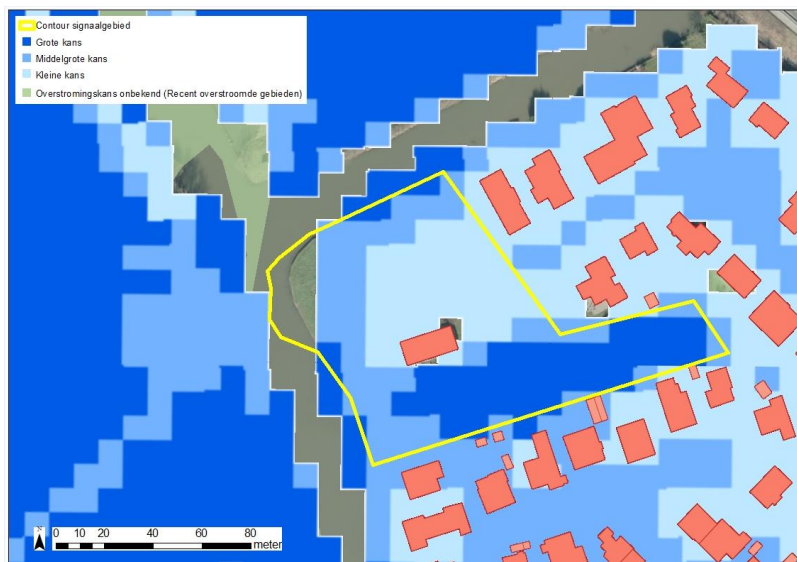 Contour signaalgebied
Grote kans
Middelgrote kans
Kleine kans
Overstromingskans onbekend (Recent overstroomde gebieden)
0 10 20 40 60 80
meter